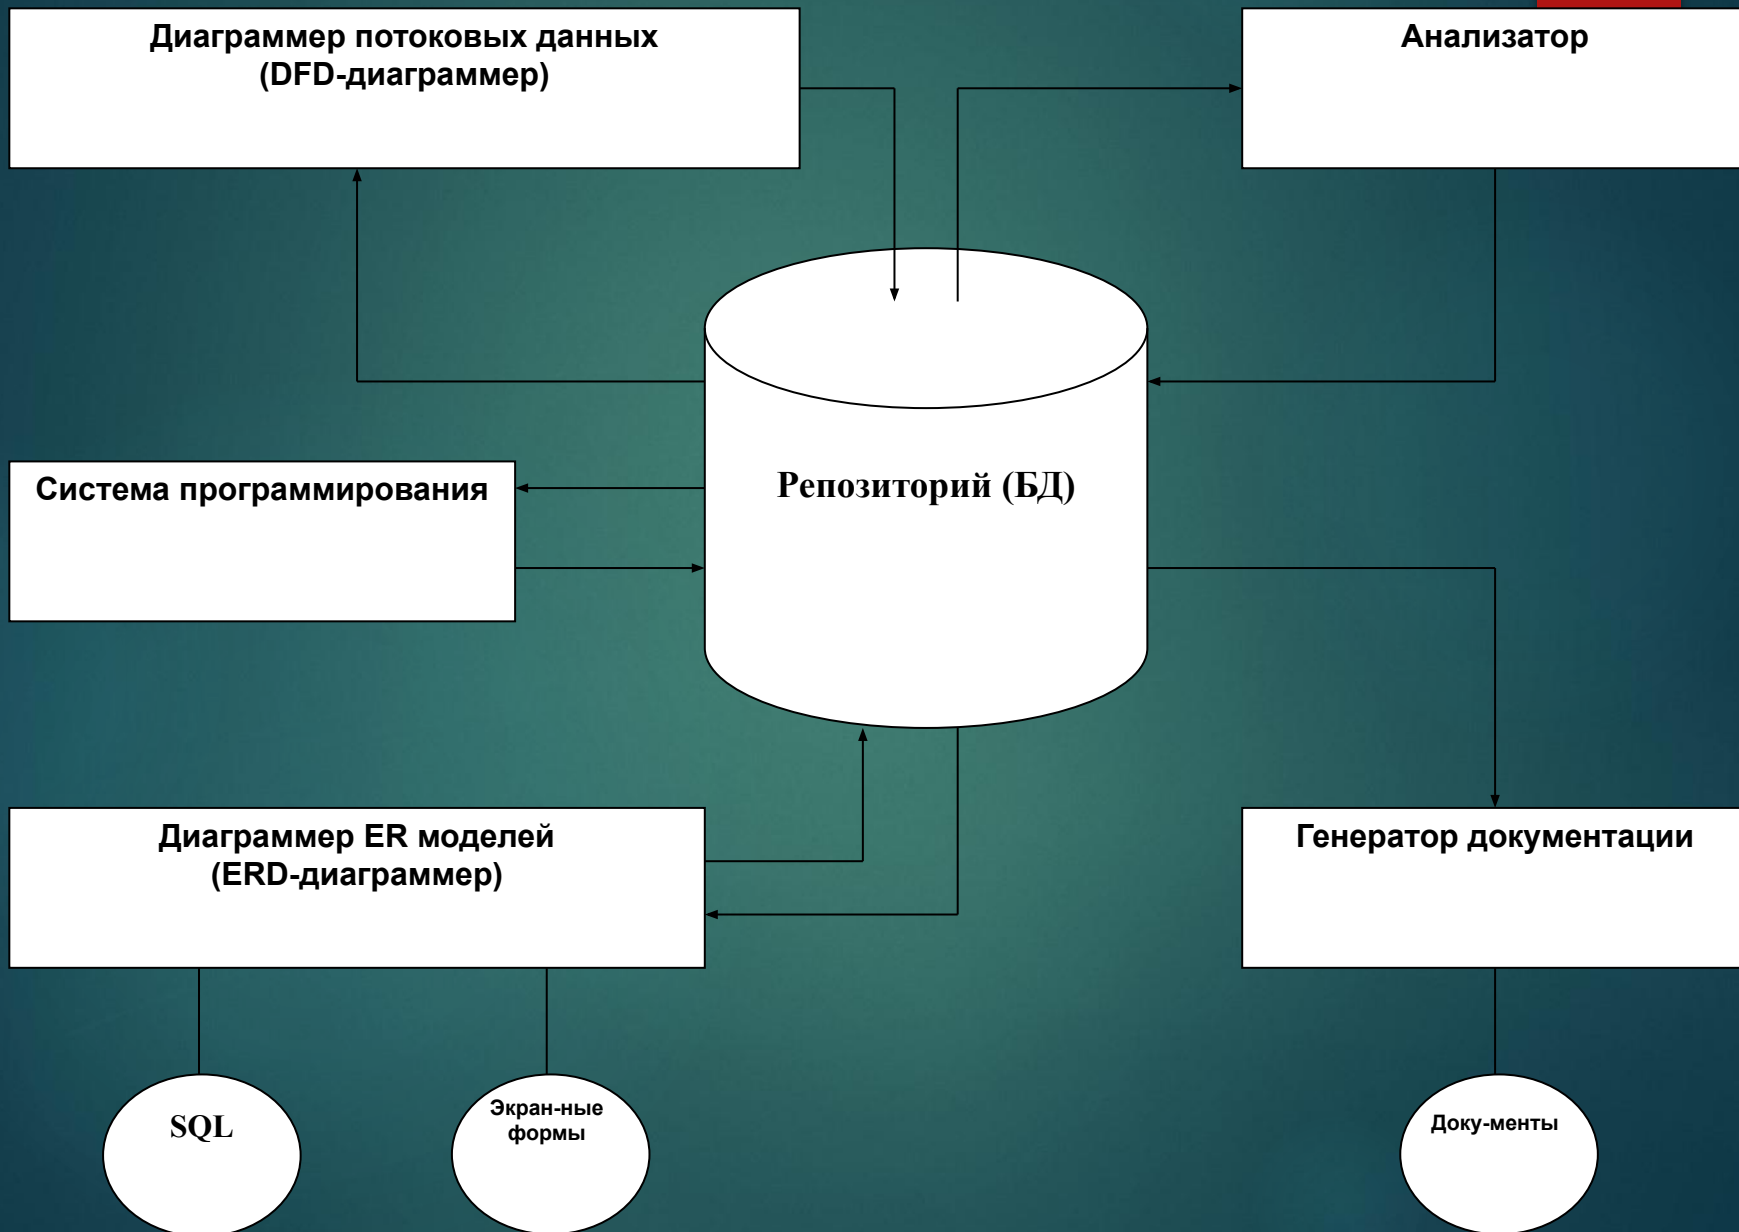 Диаграммер потоковых данных
(DFD-диаграммер)
Анализатор
Система программирования
Репозиторий (БД)
Диаграммер ER моделей
(ERD-диаграммер)
Генератор документации
SQL
Экран-ные
формы
Доку-менты